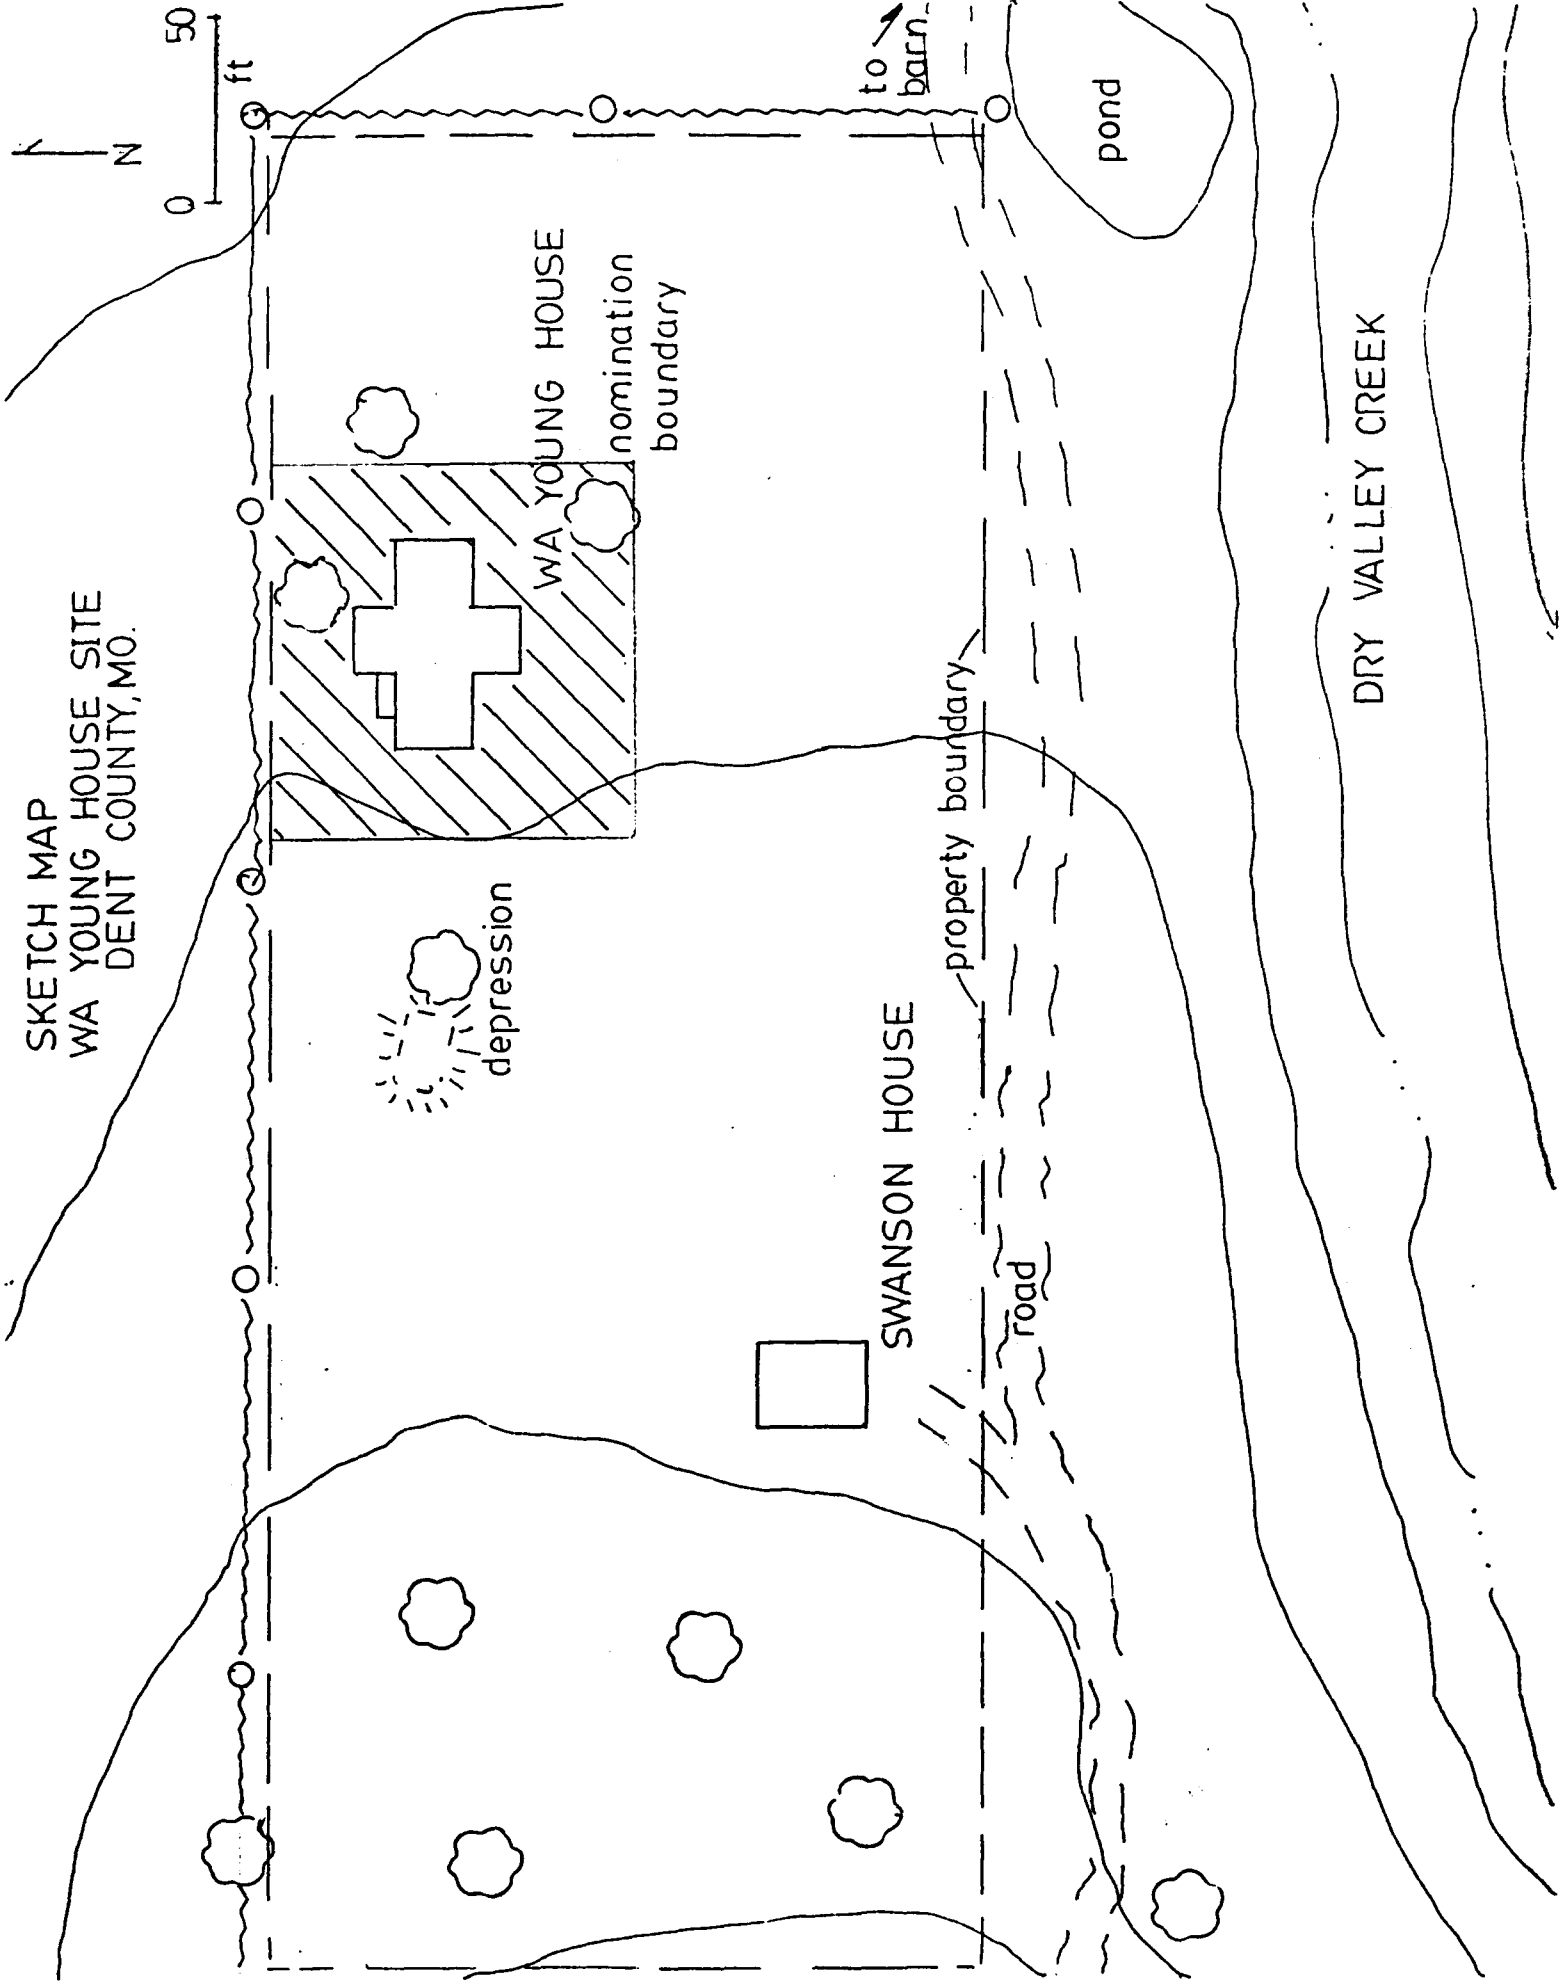 SKETCH MAP
WA YOUNG HOUSE SITE
DENT COUNTY, MO.
N
0 50
ft
WA YOUNG HOUSE
nomination
boundary
depression
SWANSON HOUSE
property boundary
road
to
barn
pond
DRY VALLEY CREEK